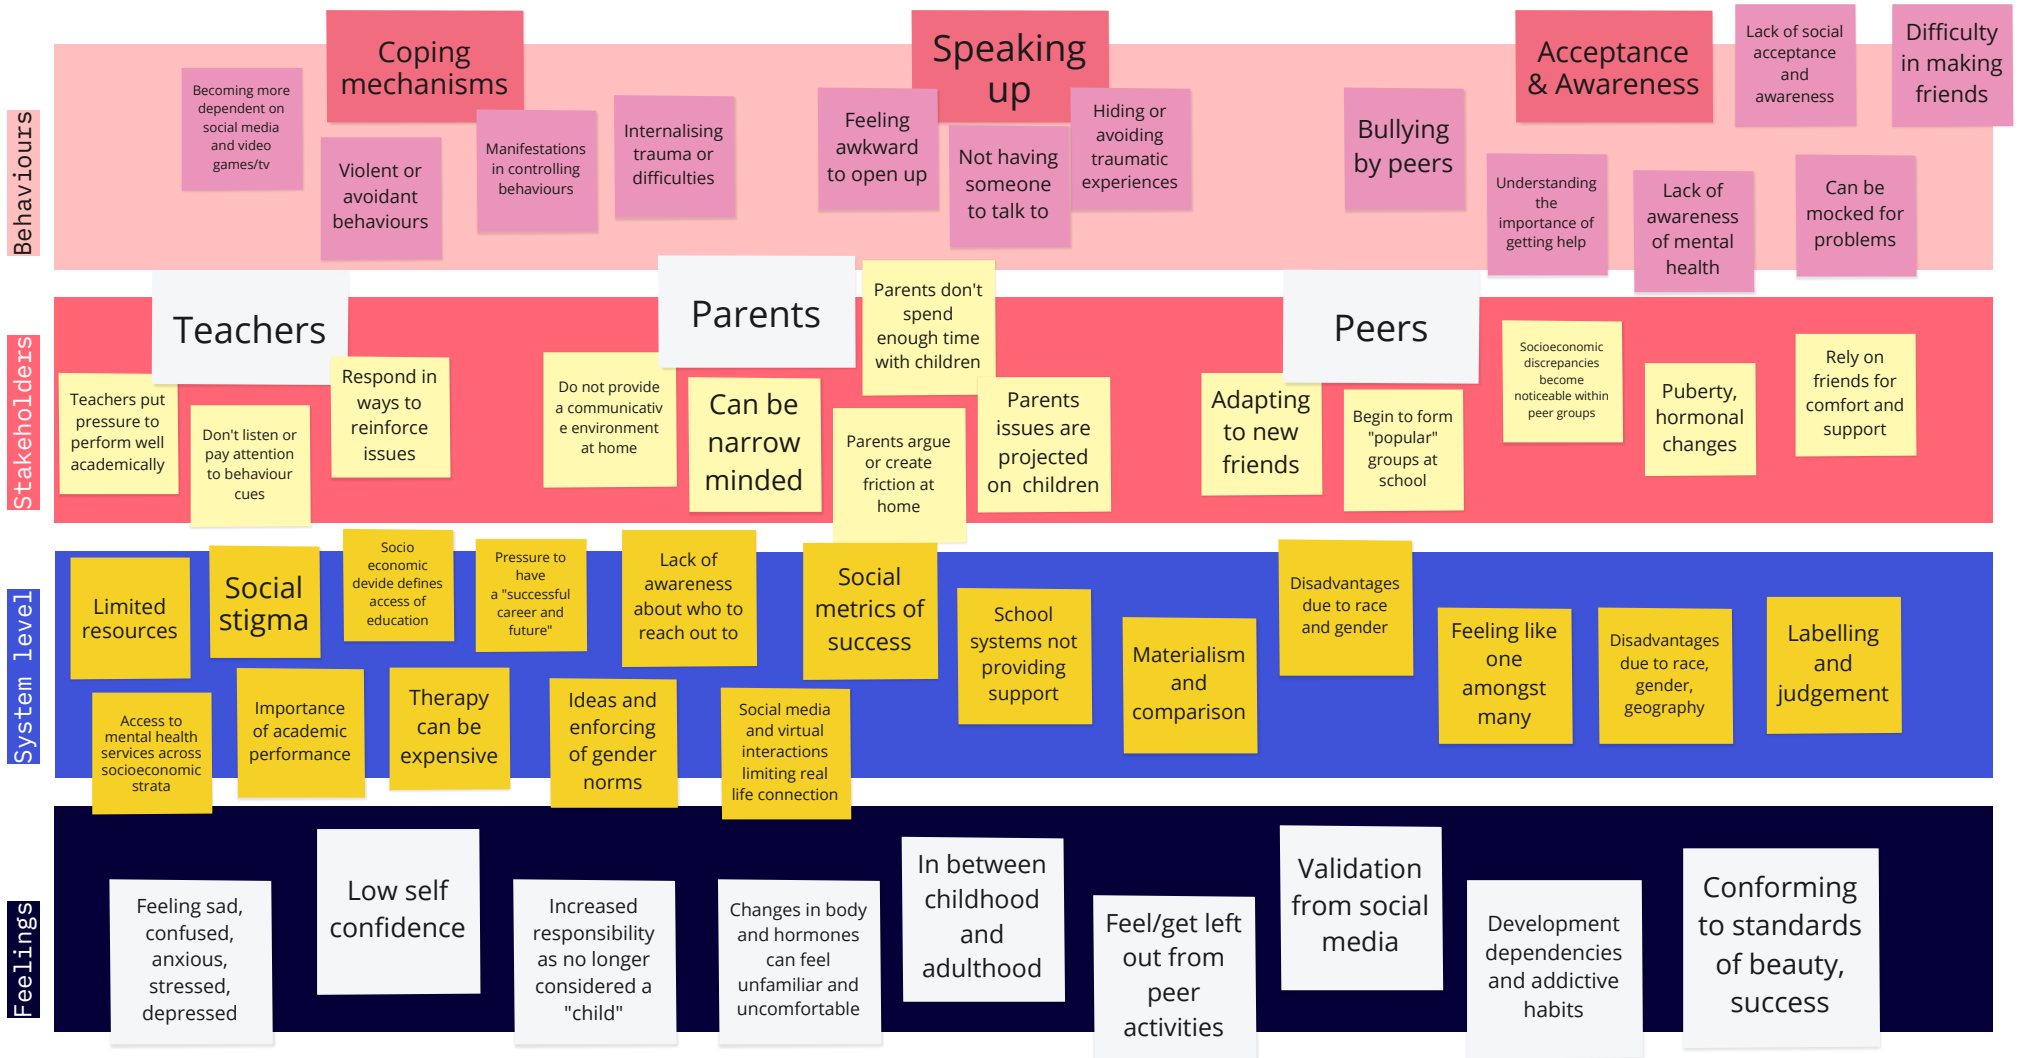 Behaviours
Coping
mechanisms
Becoming more
dependent on
social media
and video
games/tv
Violent or
avoidant
behaviours
Manifestations
in controlling
behaviours
Internalising
trauma or
difficulties
Speaking
up
Feeling
awkward
to open up
Not having
someone
to talk to
Hiding or
avoiding
traumatic
experiences
Acceptance
& Awareness
Bullying
by peers
Understanding
the
importance of
getting help
Lack of
awareness
of mental
health
Lack of social
acceptance
and
awareness
Can be
mocked for
problems
Difficulty
in making
friends
Stakeholders
Teachers
Teachers put
pressure to
perform well
academically
Don't listen or
pay attention
to behaviour
cues
Respond in
ways to
reinforce
issues
Parents
Do not provide
a communicativ
e environment
at home
Can be
narrow
minded
Parents don't
spend
enough time
with children
Parents argue
or create
friction at
home
Parents
issues are
projected
on children
Peers
Adapting
to new
friends
Begin to form
"popular"
groups at
school
Socioeconomic
discrepancies
become
noticeable within
peer groups
Puberty,
hormonal
changes
Rely on
friends for
comfort and
support
System level
Limited
resources
Social
stigma
Socio
economic
devide defines
access of
education
Pressure to
have
a "successful
career and
future"
Lack of
awareness
about who to
reach out to
Social
metrics of
success
School
systems not
providing
support
Materialism
and
comparison
Disadvantages
due to race
and gender
Feeling like
one
amongst
many
Disadvantages
due to race,
gender,
geography
Labelling
and
judgement
Access to
mental health
services across
socioeconomic
strata
Importance
of academic
performance
Therapy
can be
expensive
Ideas and
enforcing
of gender
norms
Social media
and virtual
interactions
limiting real
life connection
Feelings
Feeling sad,
confused,
anxious,
stressed,
depressed
Low self
confidence
Increased
responsibility
as no longer
considered a
"child"
Changes in body
and hormones
can feel
unfamiliar and
uncomfortable
In between
childhood
and
adulthood
Feel/get left
out from
peer
activities
Validation
from social
media
Development
dependencies
and addictive
habits
Conforming
to standards
of beauty,
success